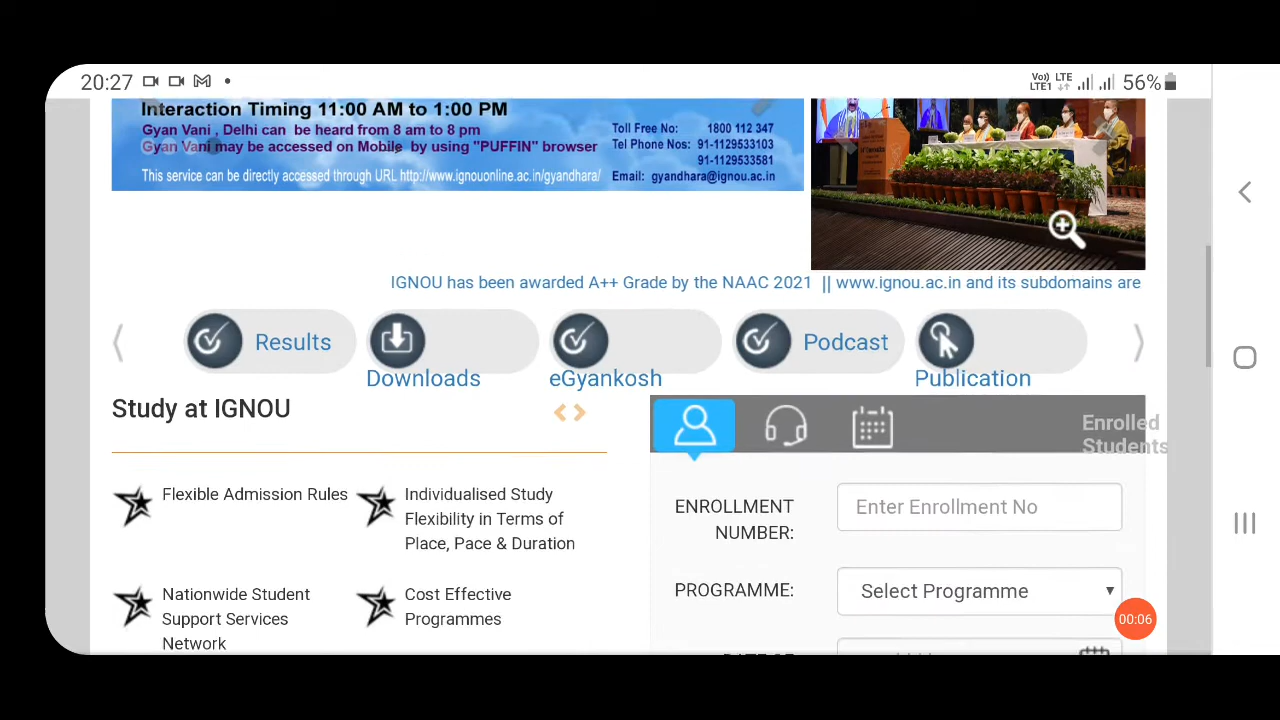 20:27
Vo)) LTE
LTE1
56%
Interaction Timing 11:00 AM to 1:00 PM
Gyan Vani , Delhi can be heard from 8 am to 8 pm
Gyan Vani may be accessed on Mobile by using "PUFFIN" browser
This service can be directly accessed through URL http://www.ignouonline.ac.in/gyandhara/
Toll Free No: 1800 112 347
Tel Phone Nos: 91-1129533103
91-1129533581
Email: gyandhara@ignou.ac.in
IGNOU has been awarded A++ Grade by the NAAC 2021 || www.ignou.ac.in and its subdomains are
Results
Downloads
eGyankosh
Podcast
Publication
Study at IGNOU
Flexible Admission Rules
Individualised Study
Flexibility in Terms of
Place, Pace & Duration
Nationwide Student
Support Services
Network
Cost Effective
Programmes
Enrolled
Students
ENROLLMENT
NUMBER:
Enter Enrollment No
PROGRAMME:
Select Programme
00:06